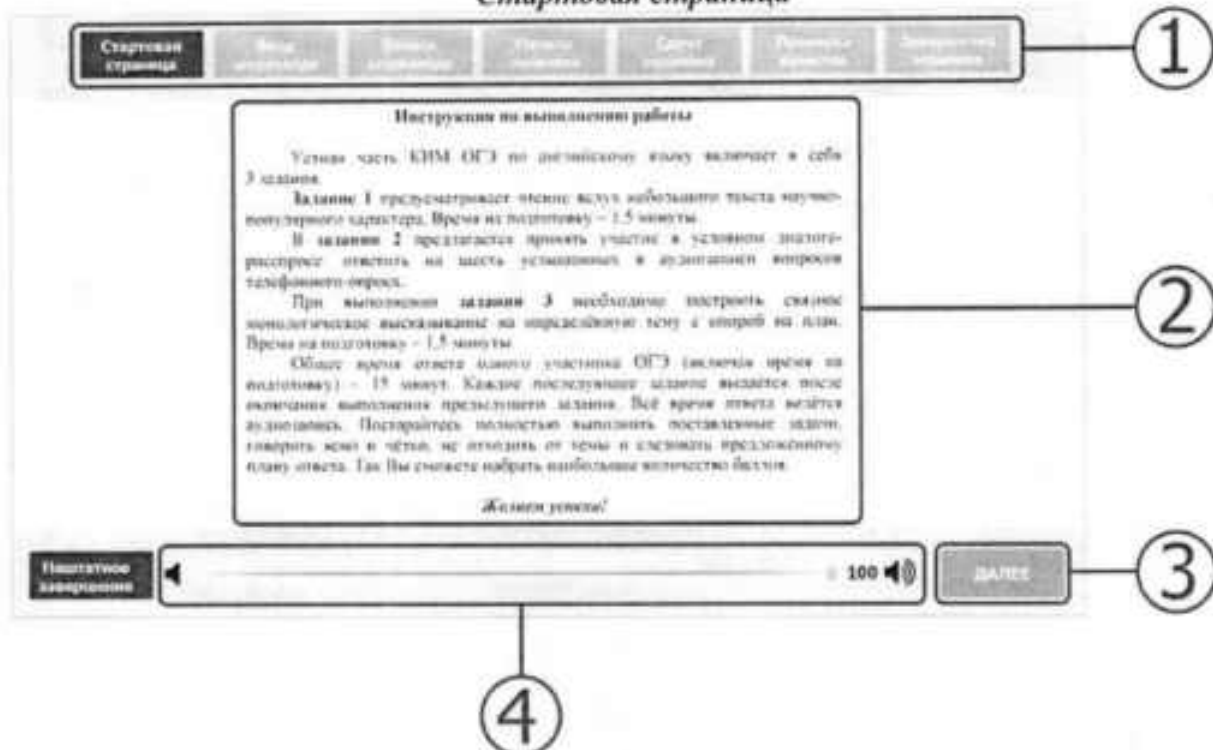 Стартовая страница
Стартовая
страница
1
Инструкция по выполнению работы
Устная часть КИМ ОГЭ по английскому языку включает в себя
3 задания.
Задание 1 предусматривает чтение вслух небольшого текста научно-
популярного характера. Время на подготовку – 1,5 минуты.
В задании 2 предлагается принять участие в условном диалоге-
расспросе: ответить на шесть услышанных в аудиозаписи вопросов
телефонного опроса.
При выполнении задания 3 необходимо построить связное
монологическое высказывание на определённую тему с опорой на план.
Время на подготовку – 1,5 минуты.
Общее время ответа одного участника ОГЭ (включая время на
подготовку) – 15 минут. Каждое последующее задание выдаётся после
окончания выполнения предыдущего задания. Всё время ответа ведётся
аудиозапись. Постарайтесь полностью выполнить поставленные задачи,
говорить ясно и чётко, не отходить от темы и следовать предложенному
плану ответа. Так Вы сможете набрать наибольшее количество баллов.
Желаем успеха!
2
Нештатное
завершение
100
ДАЛЕЕ
3
4